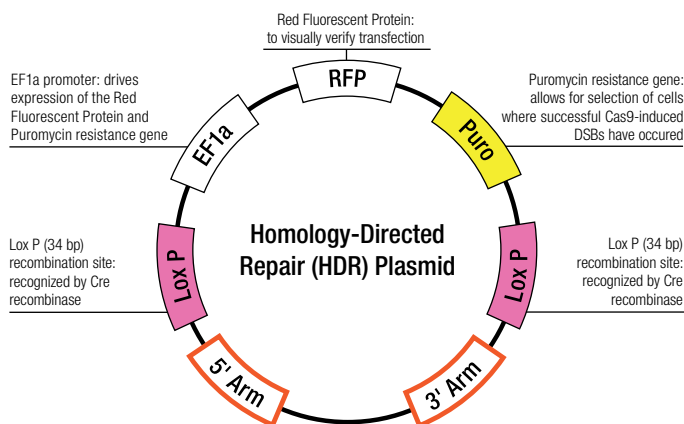 Red Fluorescent Protein:
to visually verify transfection
RFP
EF1a promoter: drives
expression of the Red
Fluorescent Protein and
Puromycin resistance gene
EF1a
Puromycin resistance gene:
allows for selection of cells
where successful Cas9-induced
DSBs have occured
Puro
Homology-Directed
Repair (HDR) Plasmid
Lox P (34 bp)
recombination site:
recognized by Cre
recombinase
Lox P
Lox P
Lox P (34 bp)
recombination site:
recognized by Cre
recombinase
5' Arm
3' Arm